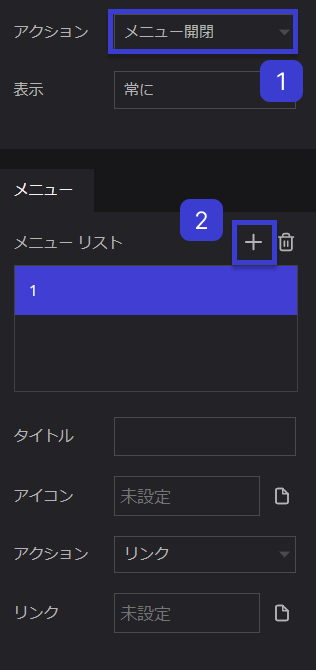 アクション メニュー開閉
1
表示 常に
メニュー
2
メニュー リスト
1
タイトル
アイコン 未設定
アクション リンク
リンク 未設定